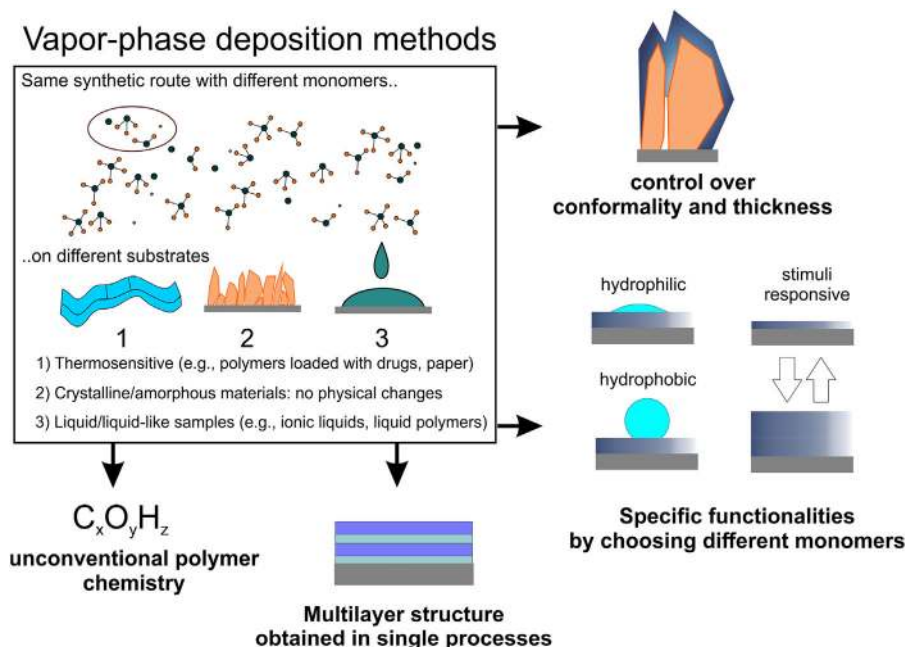 Vapor-phase deposition methods
Same synthetic route with different monomers..
..on different substrates
1
2
3
1) Thermosensitive (e.g., polymers loaded with drugs, paper)
2) Crystalline/amorphous materials: no physical changes
3) Liquid/liquid-like samples (e.g., ionic liquids, liquid polymers)
control over
conformality and thickness
hydrophilic
stimuli
responsive
hydrophobic
Specific functionalities
by choosing different monomers
CxOyHz
unconventional polymer
chemistry
Multilayer structure
obtained in single processes